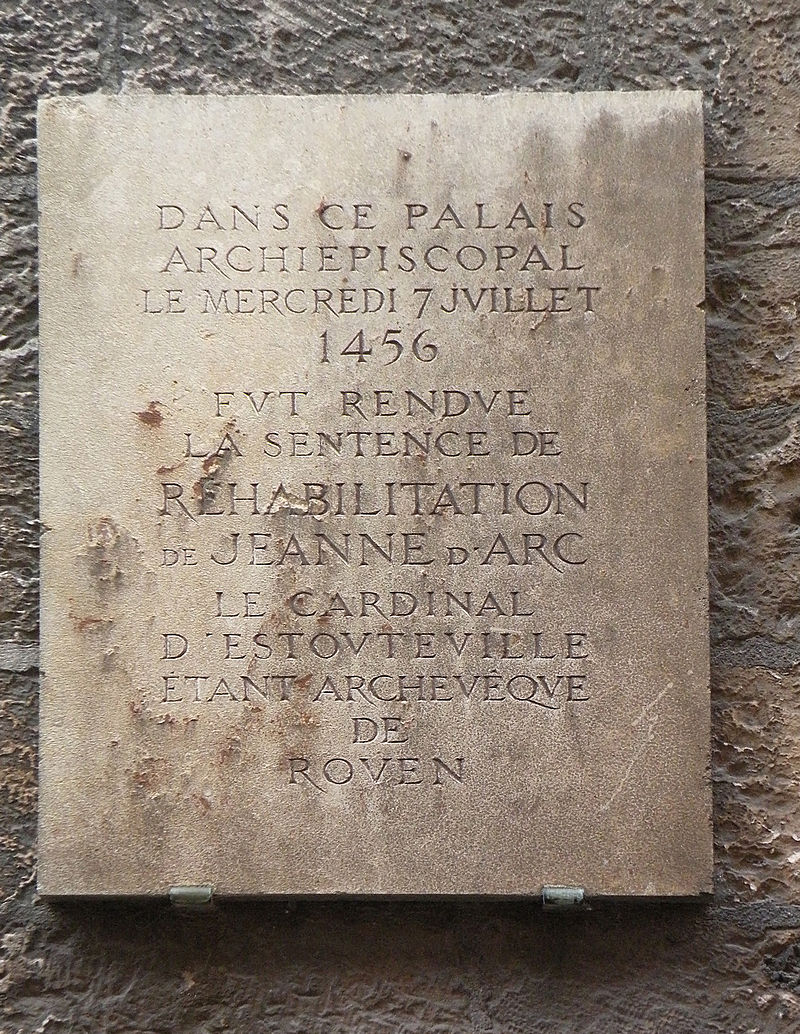 DANS CE PALAIS
ARCHIEPISCOPAL
LE MERCREDI 7 JVILLET
1456
FVT RENDVE
LA SENTENCE DE
RÉHABILITATION
DE JEANNE D'ARC
LE CARDINAL
D'ESTOVTEVILLE
ÉTANT ARCHEVÊQVE
DE
ROVEN